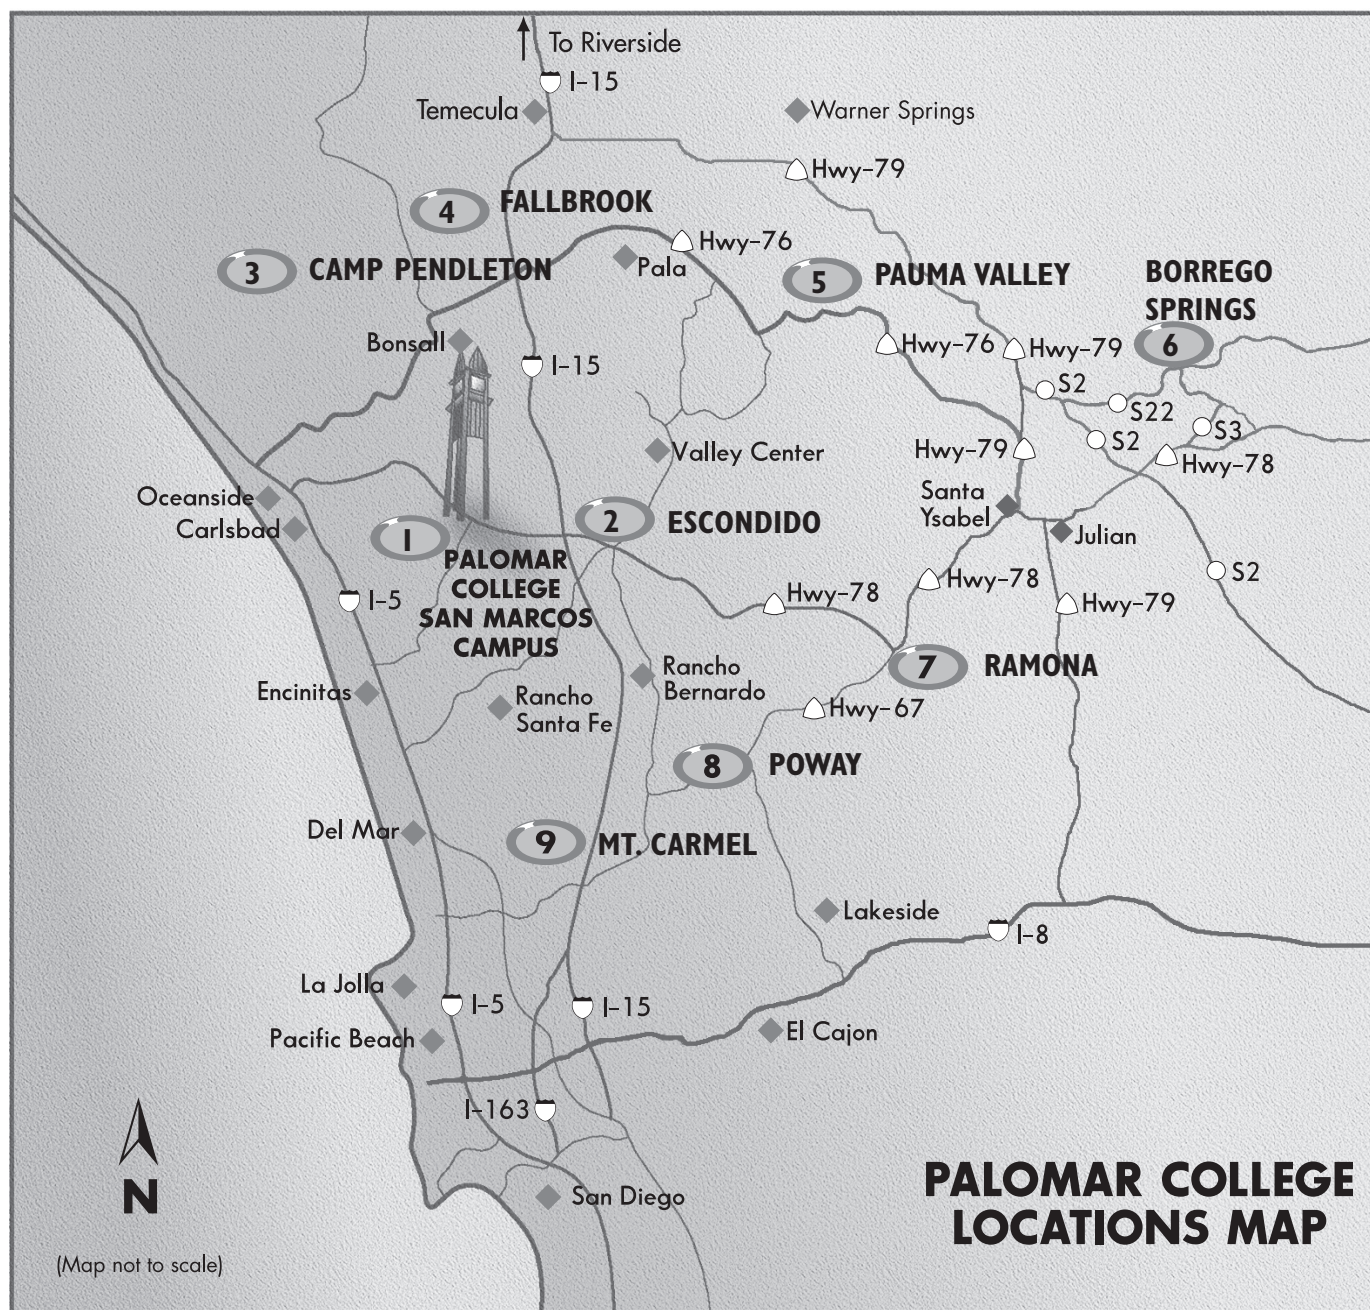 To Riverside
I-15
Temecula
Warner Springs
Hwy-79
4
FALLBROOK
Hwy-76
3
CAMP PENDLETON
Pala
5
PAUMA VALLEY
BORREGO
SPRINGS
6
Bonsall
I-15
Hwy-76
Hwy-79
S2
S22
S2
S3
Hwy-79
Hwy-78
Valley Center
Oceanside
Carlsbad
Santa
Ysabel
Julian
1
PALOMAR
COLLEGE
SAN MARCOS
CAMPUS
2
ESCONDIDO
I-5
Hwy-78
Hwy-78
Hwy-79
S2
7
RAMONA
Rancho
Bernardo
Encinitas
Rancho
Santa Fe
Hwy-67
8
POWAY
Del Mar
9
MT. CARMEL
Lakeside
I-8
La Jolla
I-5
I-15
Pacific Beach
El Cajon
I-163
San Diego
N
(Map not to scale)
PALOMAR COLLEGE
LOCATIONS MAP